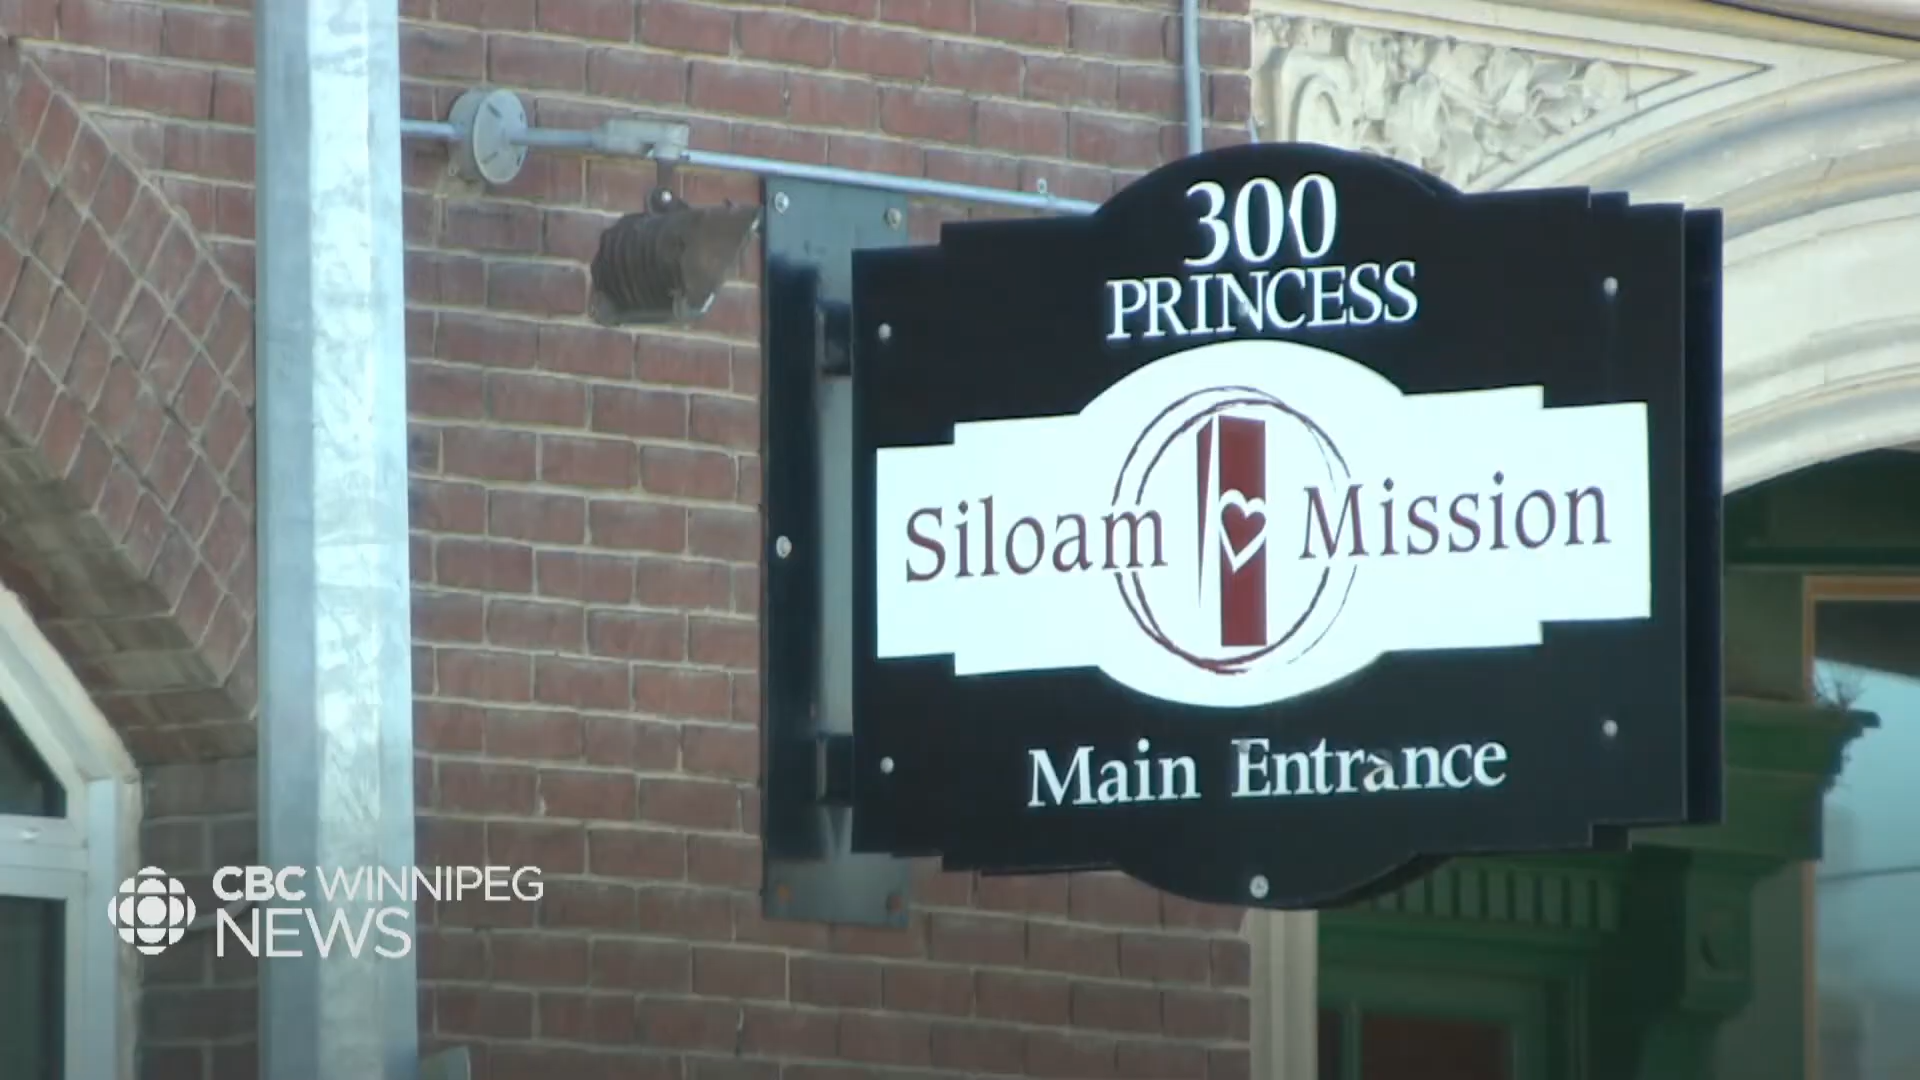 300
PRINCESS
Siloam Mission
Main Entrance
CBC WINNIPEG
NEWS